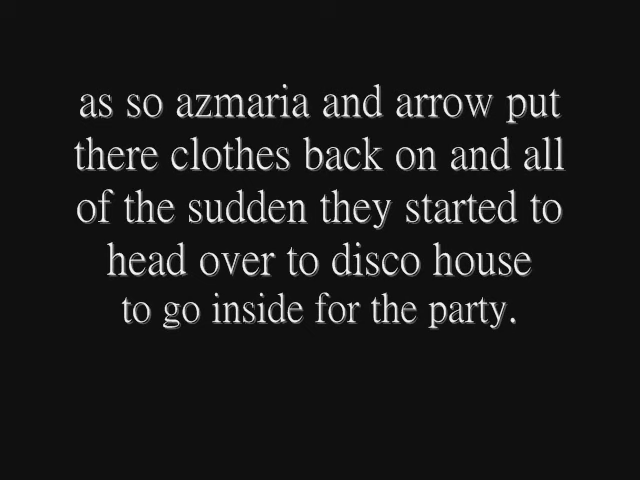 as so azmaria and arrow put
there clothes back on and all
of the sudden they started to
head over to disco house
to go inside for the party.